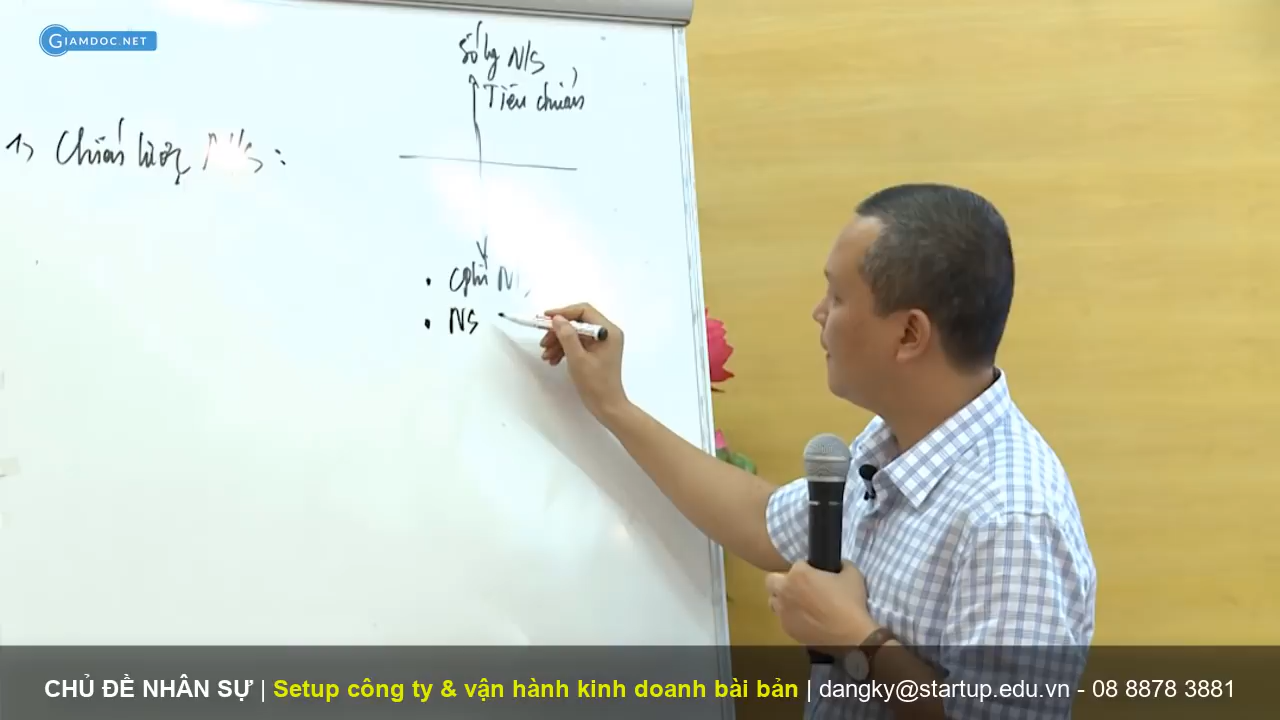 GIAMDOC.NET
Số lg N/S
Tiêu chuẩn
1) Chiến lược N/S :
• Cphí N/S
• NS
CHỦ ĐỀ NHÂN SỰ | Setup công ty & vận hành kinh doanh bài bản | dangky@startup.edu.vn - 08 8878 3881